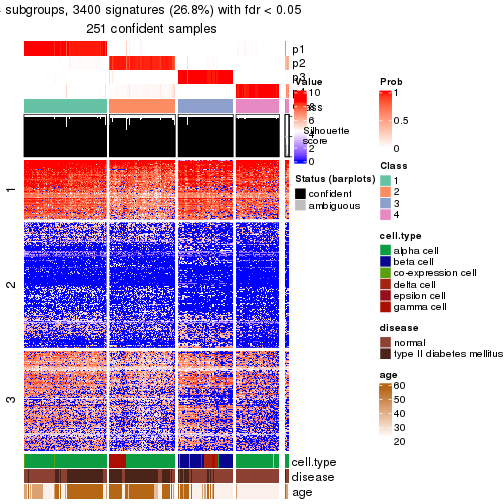 subgroups, 3400 signatures (26.8%) with fdr < 0.05
251 confident samples
p1
p2
p3
Value
10
8
6
4
2
0
Silhouette
score
Status (barplots)
confident
ambiguous
Prob
1
0.5
0
Class
1
2
3
4
cell.type
alpha cell
beta cell
co-expression cell
delta cell
epsilon cell
gamma cell
disease
normal
type II diabetes mellitus
age
60
50
40
30
20
1
2
3
cell.type
disease
age